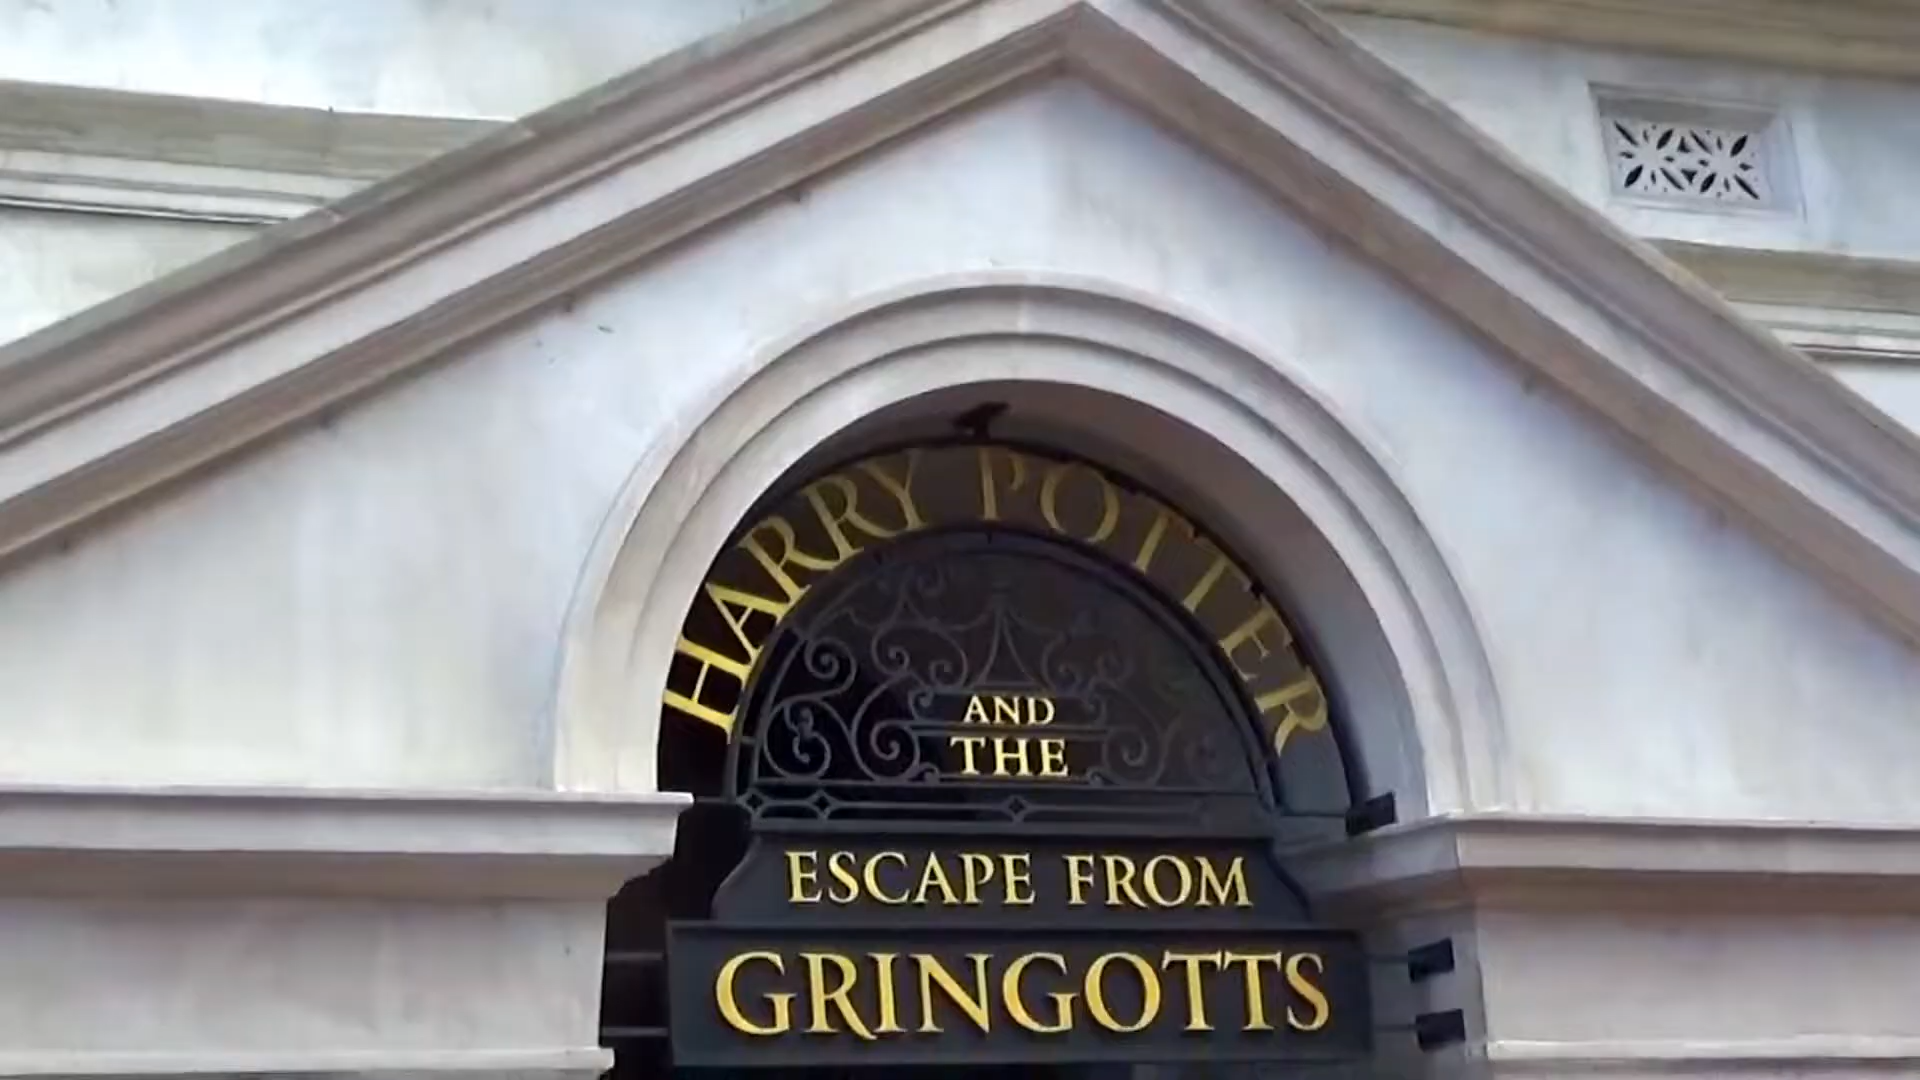 HARRY POTTER
AND
THE
ESCAPE FROM
GRINGOTTS